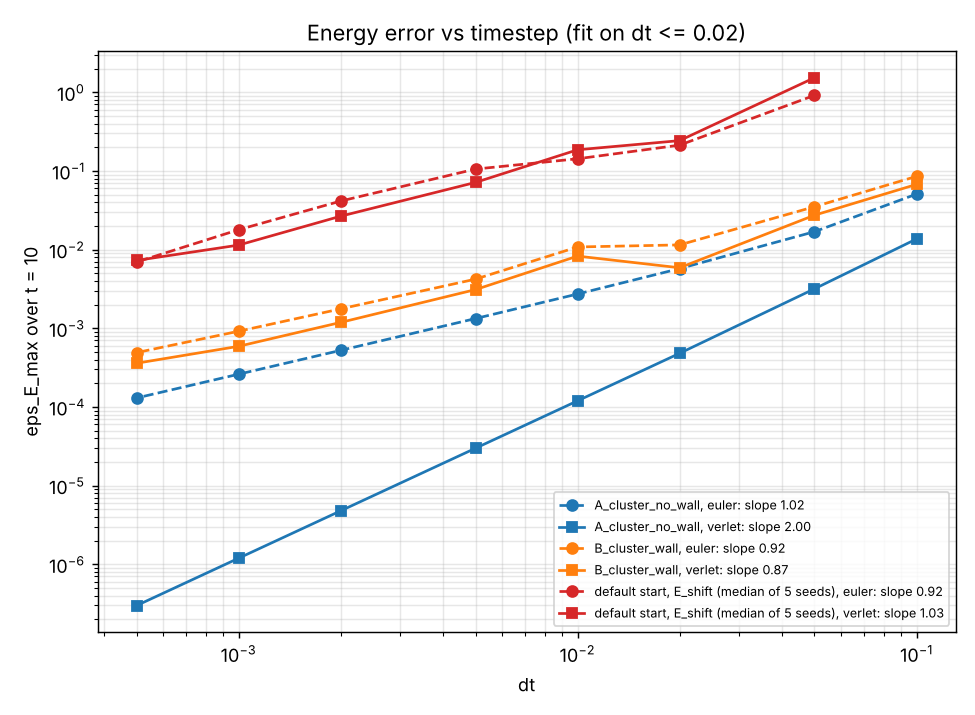 Energy error vs timestep (fit on dt <= 0.02)
eps_E_max over t = 10
10⁰
10⁻¹
10⁻²
10⁻³
10⁻⁴
10⁻⁵
10⁻⁶
A_cluster_no_wall, euler: slope 1.02
A_cluster_no_wall, verlet: slope 2.00
B_cluster_wall, euler: slope 0.92
B_cluster_wall, verlet: slope 0.87
default start, E_shift (median of 5 seeds), euler: slope 0.92
default start, E_shift (median of 5 seeds), verlet: slope 1.03
10⁻³
10⁻²
10⁻¹
dt